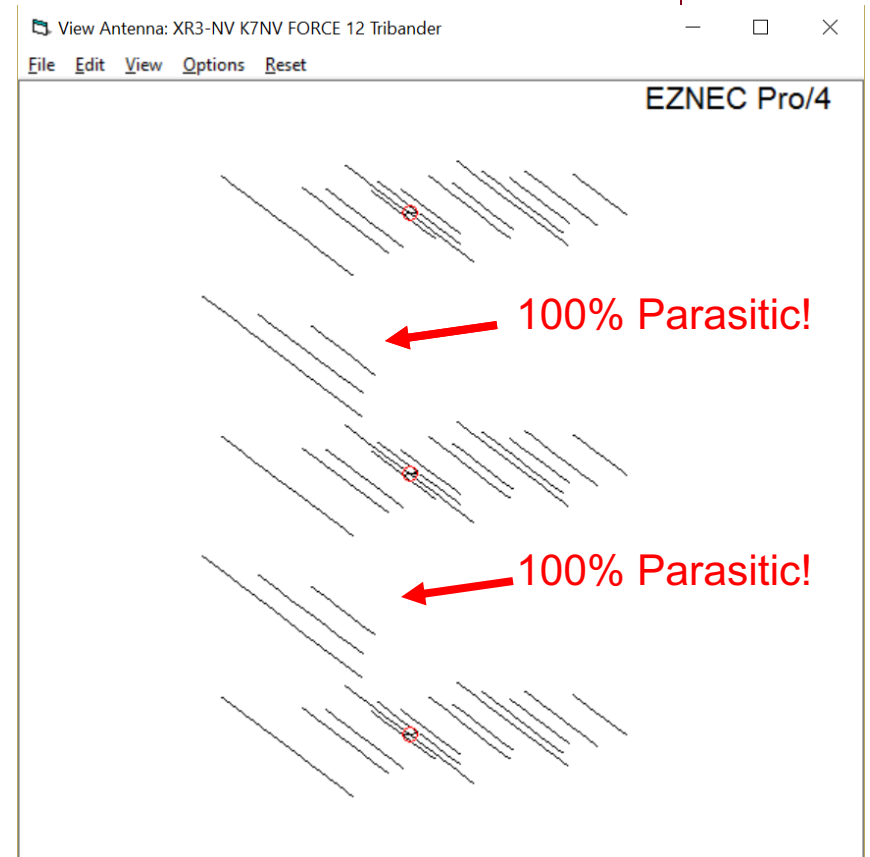 View Antenna: XR3-NV K7NV FORCE 12 Tribander
File Edit View Options Reset
EZNEC Pro/4
100% Parasitic!
100% Parasitic!